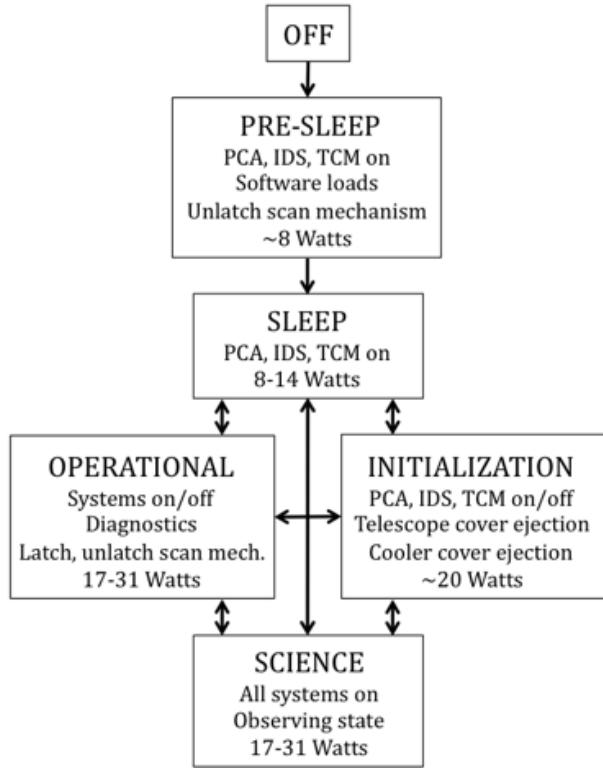 OFF
PRE-SLEEP
PCA, IDS, TCM on
Software loads
Unlatch scan mechanism
~8 Watts
SLEEP
PCA, IDS, TCM on
8-14 Watts
OPERATIONAL
Systems on/off
Diagnostics
Latch, unlatch scan mech.
17-31 Watts
INITIALIZATION
PCA, IDS, TCM on/off
Telescope cover ejection
Cooler cover ejection
~20 Watts
SCIENCE
All systems on
Observing state
17-31 Watts